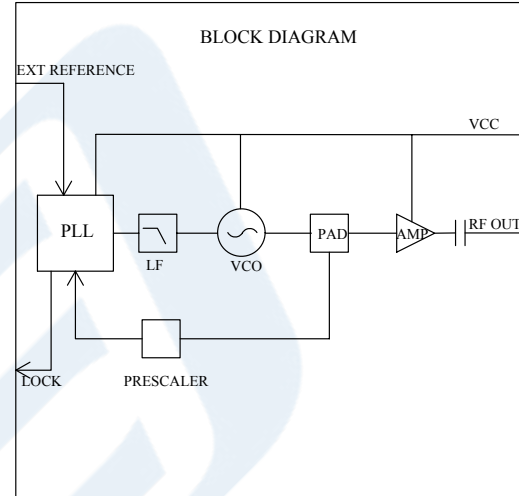 BLOCK DIAGRAM
EXT REFERENCE
VCC
PLL
LF
VCO
PAD
AMP
RF OUT
PRESCALER
LOCK